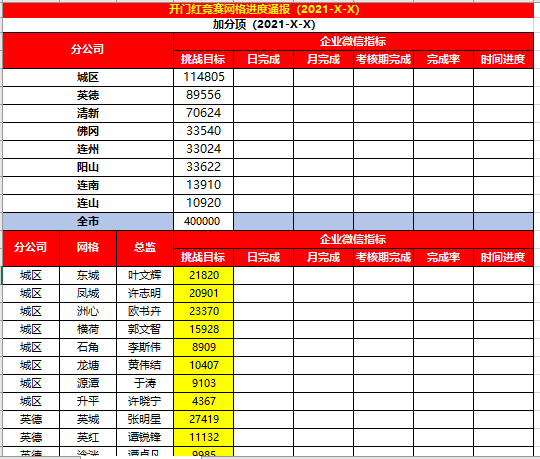 开门红竞赛网格进度通报（2021-X-X）
加分项（2021-X-X）
分公司 企业微信指标
挑战目标 日完成 月完成 考核期完成 完成率 时间进度
城区 114805
英德 89556
清新 70624
佛冈 33540
连州 33024
阳山 33622
连南 13910
连山 10920
全市 400000
分公司 网格 总监 企业微信指标
挑战目标 日完成 月完成 考核期完成 完成率 时间进度
城区 东城 叶文辉 21820
城区 凤城 许志明 20901
城区 洲心 欧书卉 23370
城区 横荷 郭文智 15928
城区 石角 李斯伟 8909
城区 龙塘 黄伟结 10407
城区 源潭 于涛 9103
城区 升平 许晓宁 4367
英德 英城 张明星 27419
英德 英红 谭锐锋 11132
英德 9985